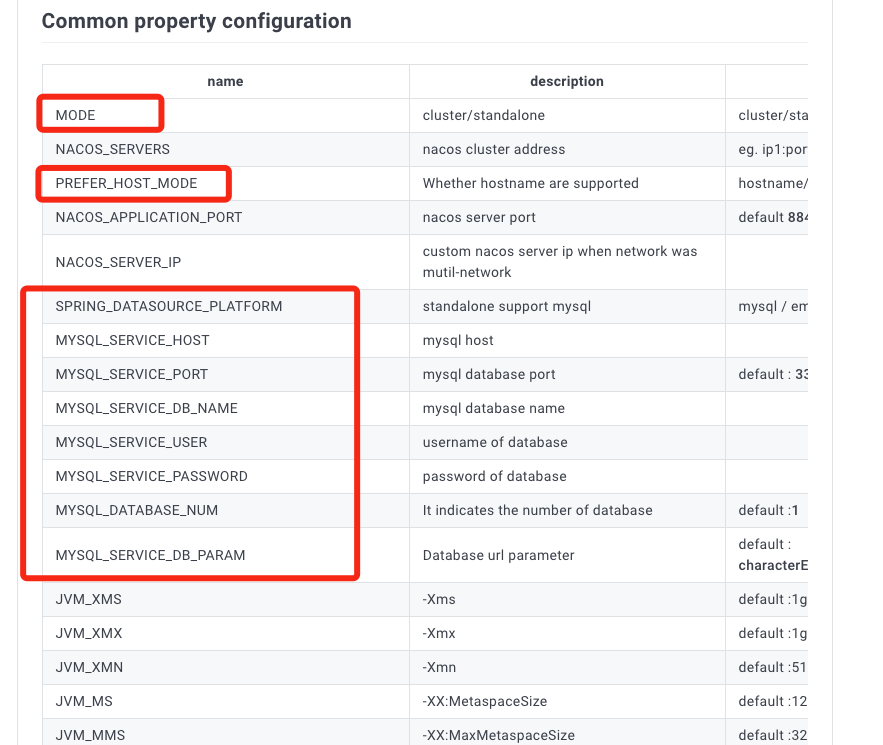 Common property configuration
name description
MODE cluster/standalone cluster/sta
NACOS_SERVERS nacos cluster address eg. ip1:por
PREFER_HOST_MODE Whether hostname are supported hostname/
NACOS_APPLICATION_PORT nacos server port default 884
NACOS_SERVER_IP custom nacos server ip when network was
mutil-network
SPRING_DATASOURCE_PLATFORM standalone support mysql mysql / em
MYSQL_SERVICE_HOST mysql host
MYSQL_SERVICE_PORT mysql database port default : 33
MYSQL_SERVICE_DB_NAME mysql database name
MYSQL_SERVICE_USER username of database
MYSQL_SERVICE_PASSWORD password of database
MYSQL_DATABASE_NUM It indicates the number of database default :1
MYSQL_SERVICE_DB_PARAM Database url parameter default :
characterE
JVM_XMS -Xms default :1g
JVM_XMX -Xmx default :1g
JVM_XMN -Xmn default :51
JVM_MS -XX:MetaspaceSize default :12
JVM_MMS -XX:MaxMetaspaceSize default :32